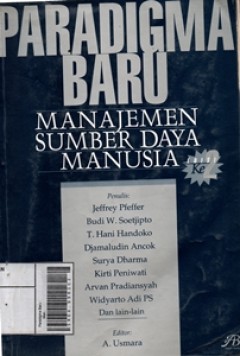 PARADIGMA
BARU
MANAJEMEN
SUMBER DAYA
MANUSIA
Penulis:
Jeffrey Pfeffer
Budi W. Soetjipto
T. Hani Handoko
Djamaludin Ancok
Surya Dharma
Kirti Peniwati
Arvan Pradiansyah
Widyarto Adi PS
Dan lain-lain
Editor:
A. Usmara